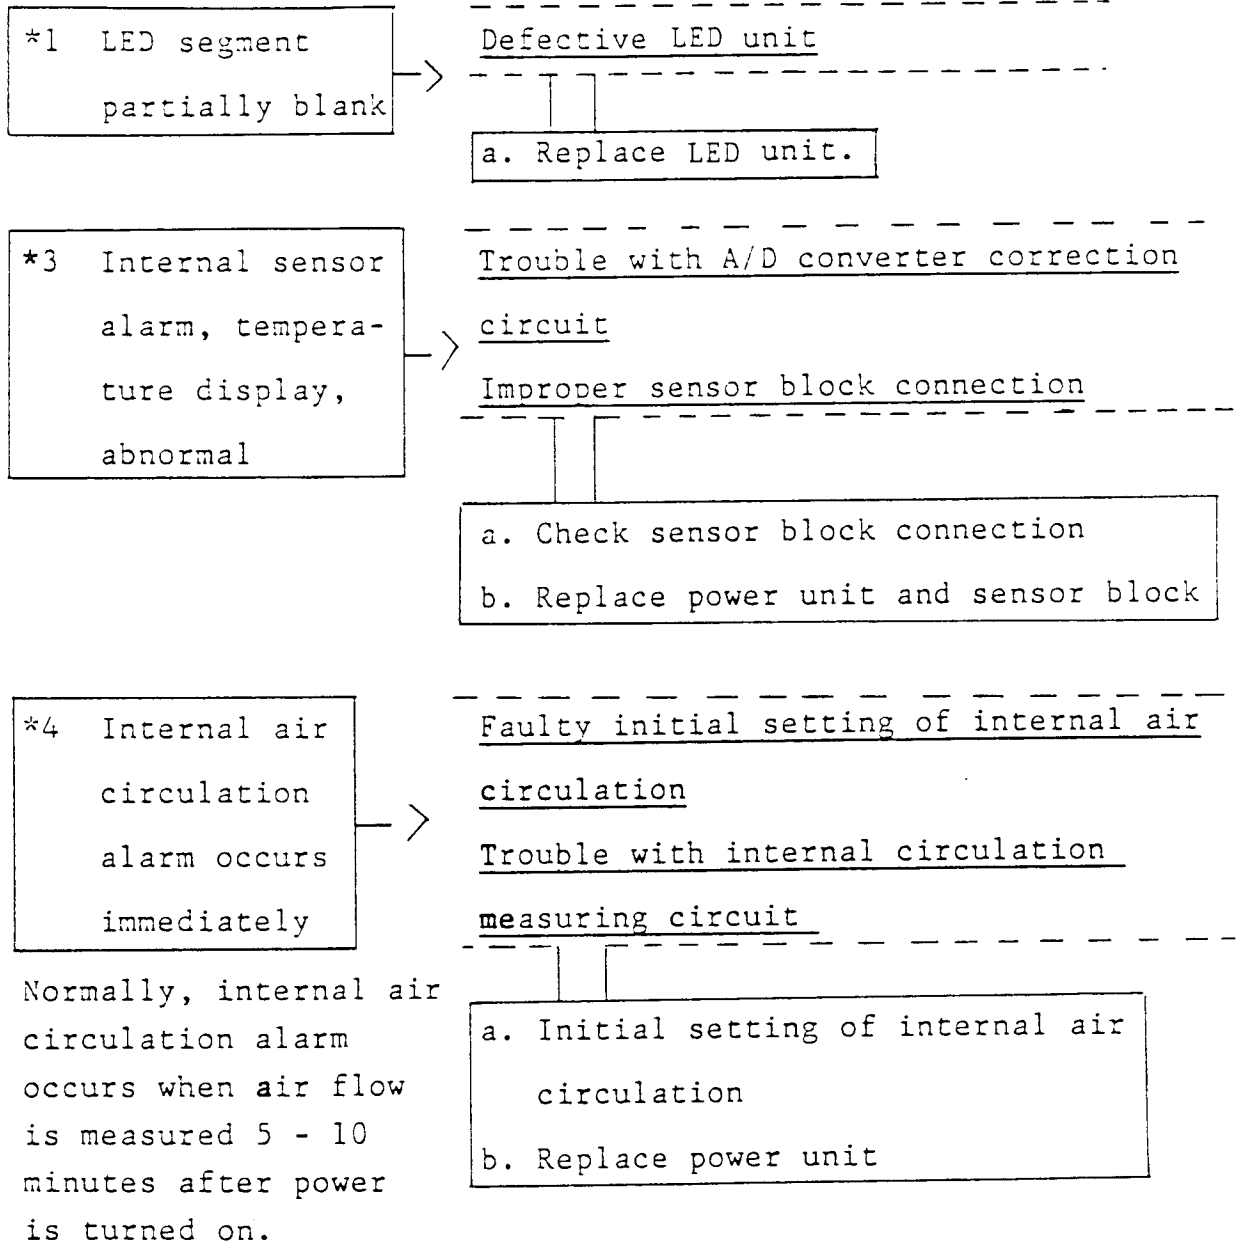 *1 LED segment
partially blank
Defective LED unit
a. Replace LED unit.
*3 Internal sensor
alarm, tempera-
ture display,
abnormal
Trouble with A/D converter correction
circuit
Improper sensor block connection
a. Check sensor block connection
b. Replace power unit and sensor block
*4 Internal air
circulation
alarm occurs
immediately
Normally, internal air
circulation alarm
occurs when air flow
is measured 5 - 10
minutes after power
is turned on.
Faulty initial setting of internal air
circulation
Trouble with internal circulation
measuring circuit
a. Initial setting of internal air
circulation
b. Replace power unit